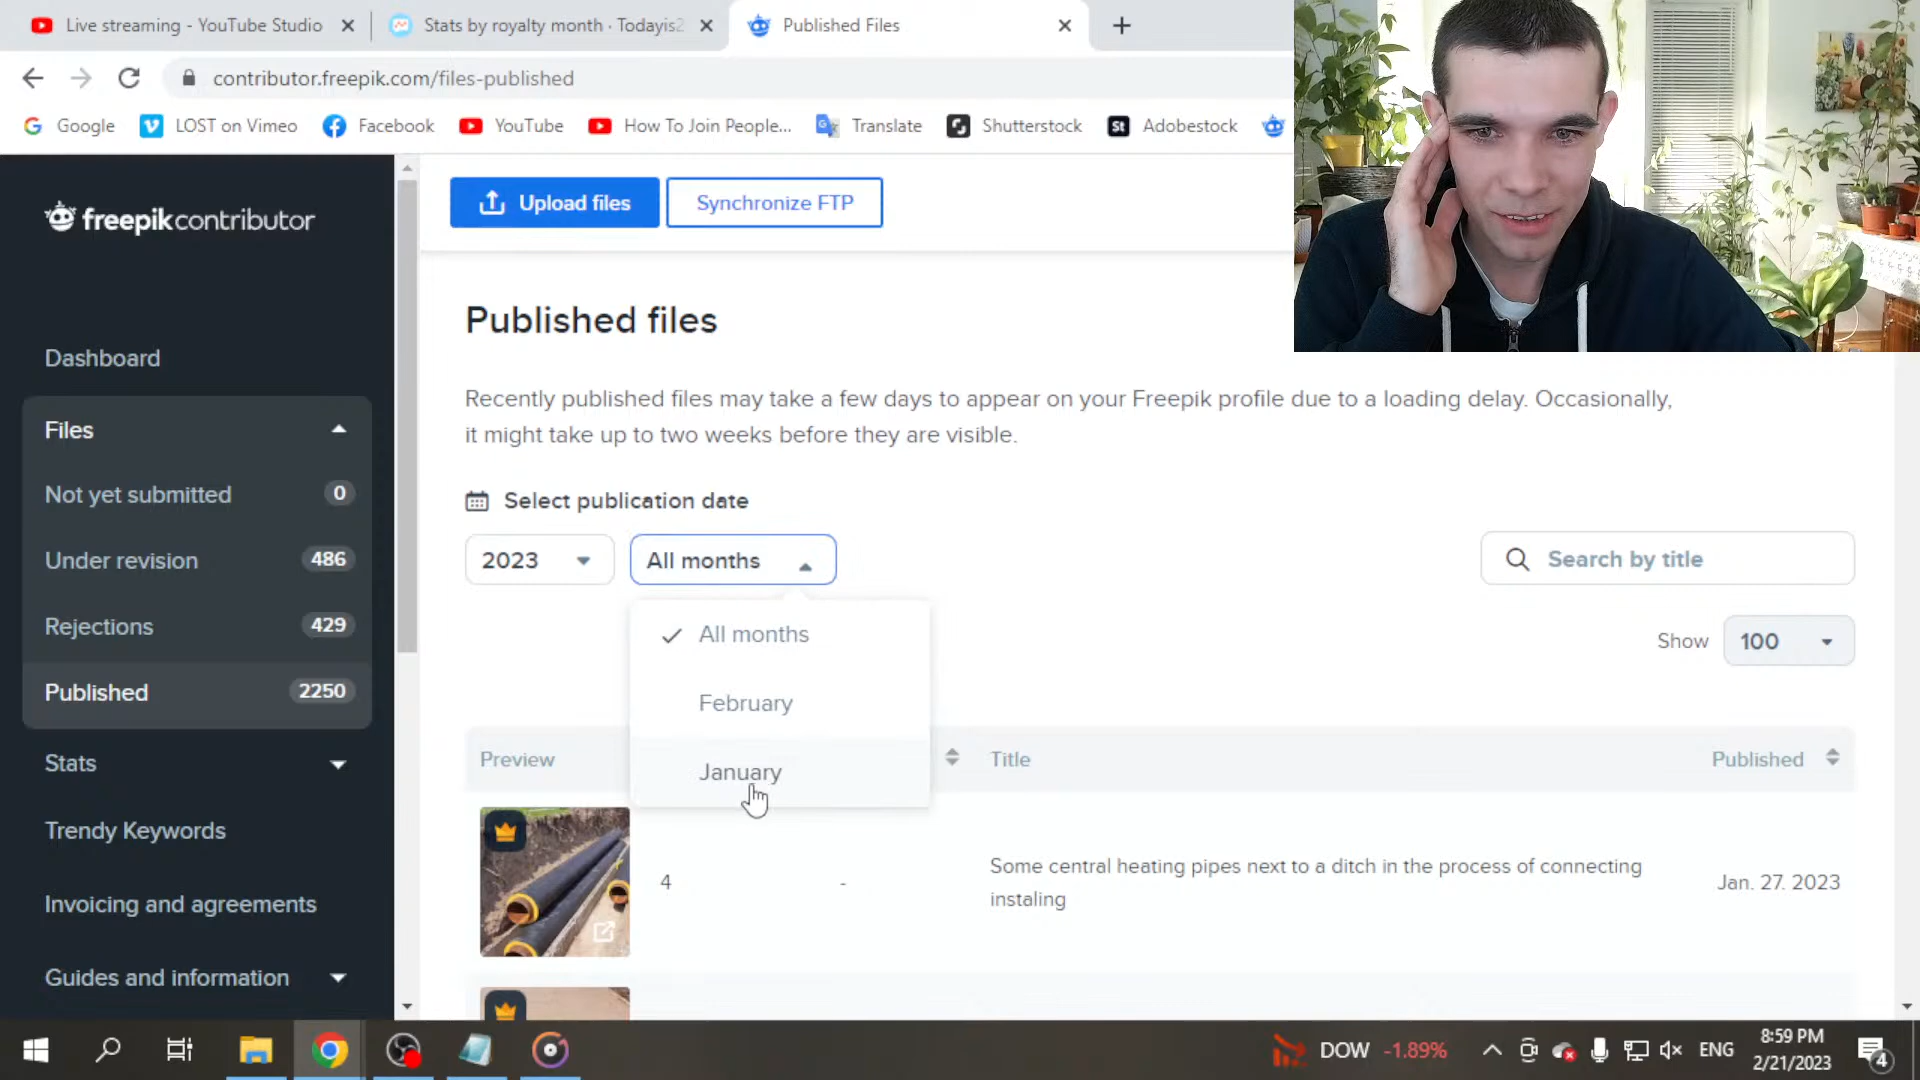 Live streaming - YouTube Studio
Stats by royalty month · Todayis2
Published Files
contributor.freepik.com/files-published
Google
LOST on Vimeo
Facebook
YouTube
How To Join People...
Translate
Shutterstock
St
Adobestock
freepikcontributor
Upload files
Synchronize FTP
Dashboard
Files
Not yet submitted 0
Under revision 486
Rejections 429
Published 2250
Stats
Trendy Keywords
Invoicing and agreements
Guides and information
Published files
Recently published files may take a few days to appear on your Freepik profile due to a loading delay. Occasionally,
it might take up to two weeks before they are visible.
Select publication date
2023
All months
Search by title
All months
February
January
Show 100
Preview
Title
Published
4
-
Some central heating pipes next to a ditch in the process of connecting
instaling
Jan. 27. 2023
DOW -1.89%
ENG
8:59 PM
2/21/2023
4